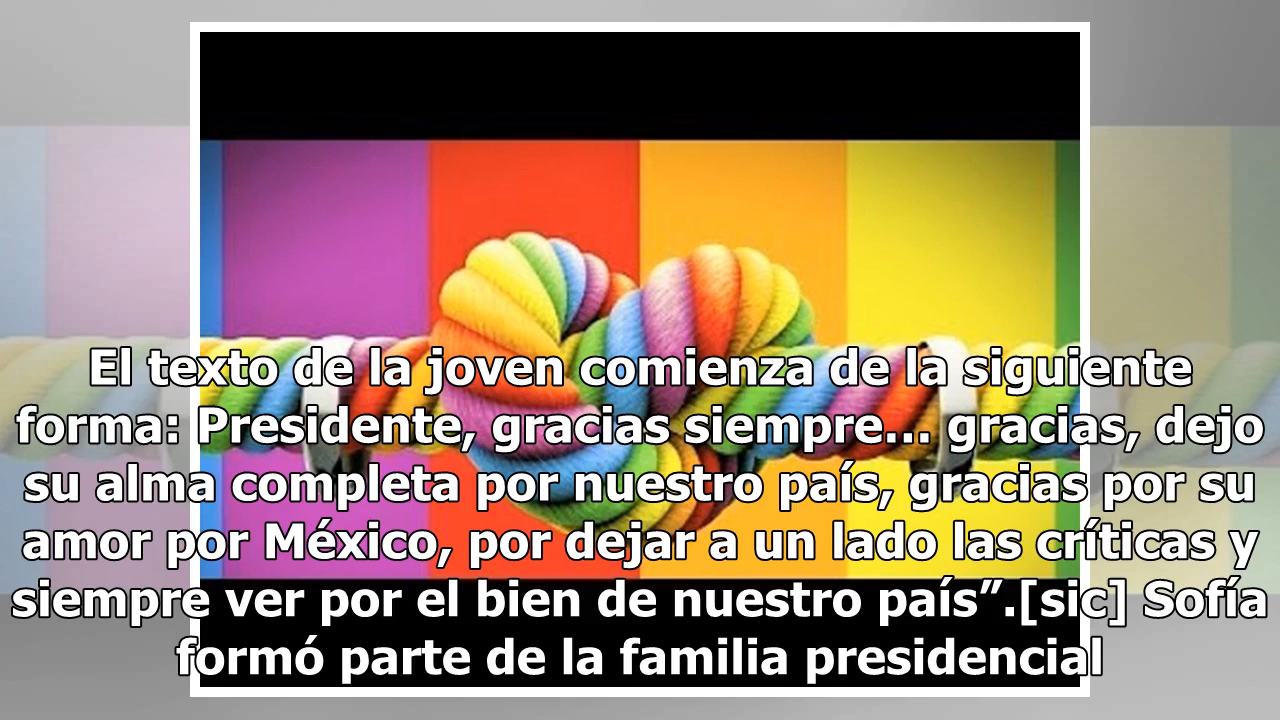 El texto de la joven comienza de la siguiente
forma: Presidente, gracias siempre... gracias, dejo
su alma completa por nuestro país, gracias por su
amor por México, por dejar a un lado las críticas y
siempre ver por el bien de nuestro país”.[sic] Sofía
formó parte de la familia presidencial